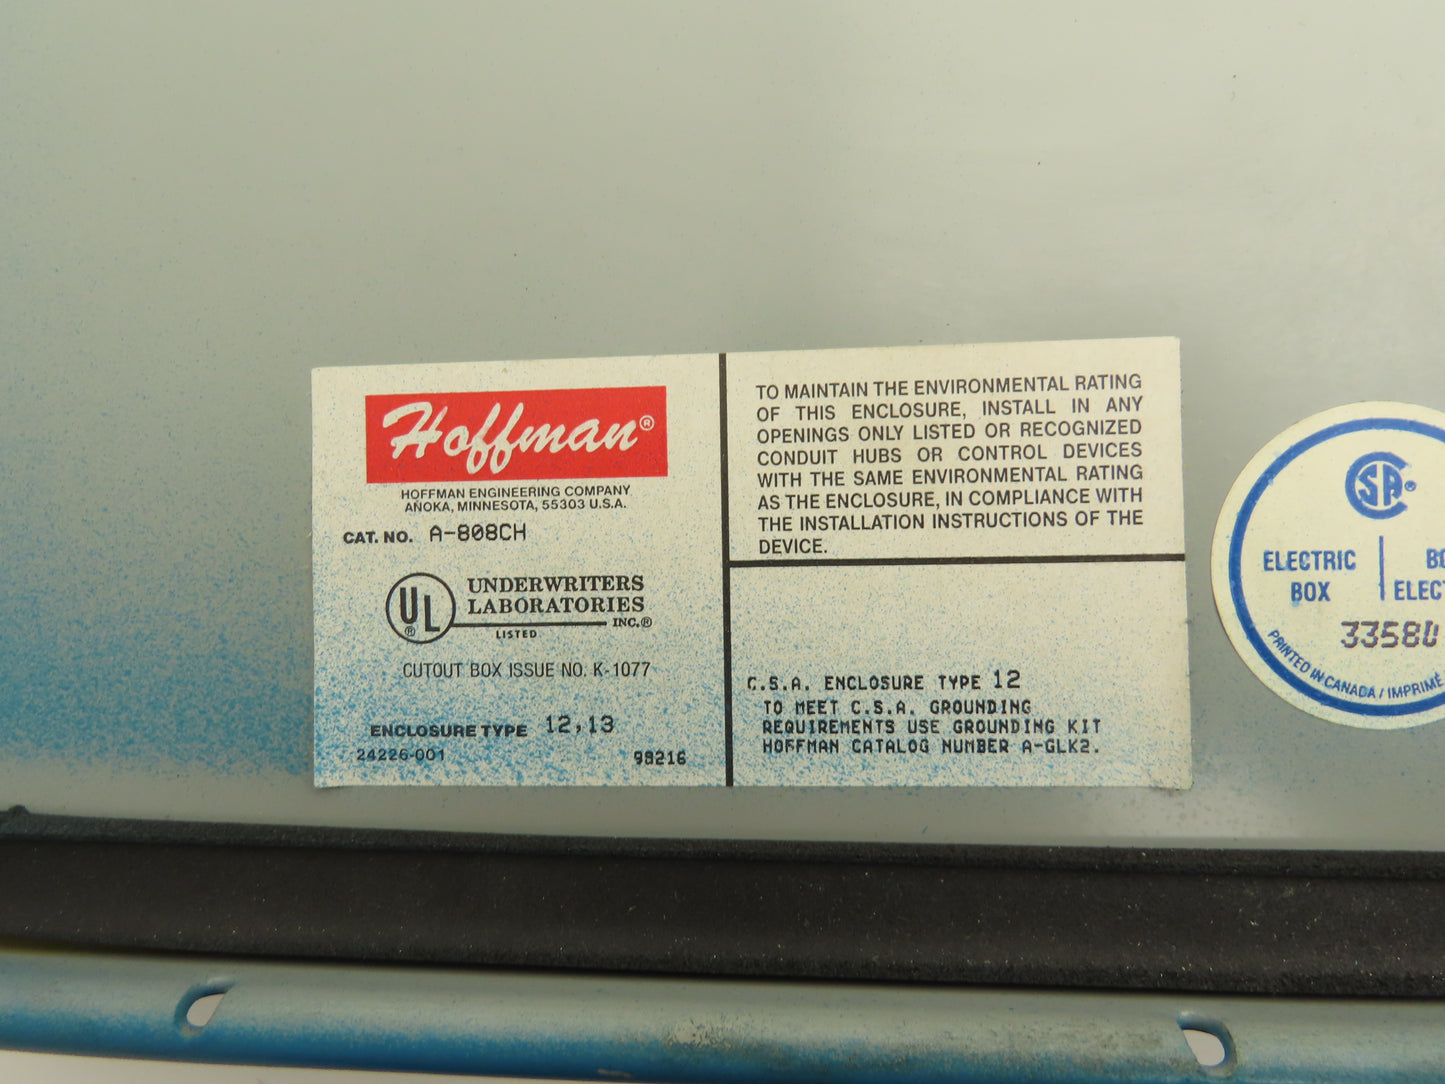 Hoffman®
HOFFMAN ENGINEERING COMPANY
ANOKA, MINNESOTA, 55303 U.S.A.
CAT. NO. A-808CH
UL®
UNDERWRITERS
LABORATORIES
INC.®
LISTED
CUTOUT BOX ISSUE NO. K-1077
ENCLOSURE TYPE 12,13
24226-001
TO MAINTAIN THE ENVIRONMENTAL RATING
OF THIS ENCLOSURE, INSTALL IN ANY
OPENINGS ONLY LISTED OR RECOGNIZED
CONDUIT HUBS OR CONTROL DEVICES
WITH THE SAME ENVIRONMENTAL RATING
AS THE ENCLOSURE, IN COMPLIANCE WITH
THE INSTALLATION INSTRUCTIONS OF THE
DEVICE.
C.S.A. ENCLOSURE TYPE 12
TO MEET C.S.A. GROUNDING
REQUIREMENTS USE GROUNDING KIT
HOFFMAN CATALOG NUMBER A-GLK2.
CSA®
ELECTRIC
BOX
PRINTED IN CANADA / IMPRIMÉ